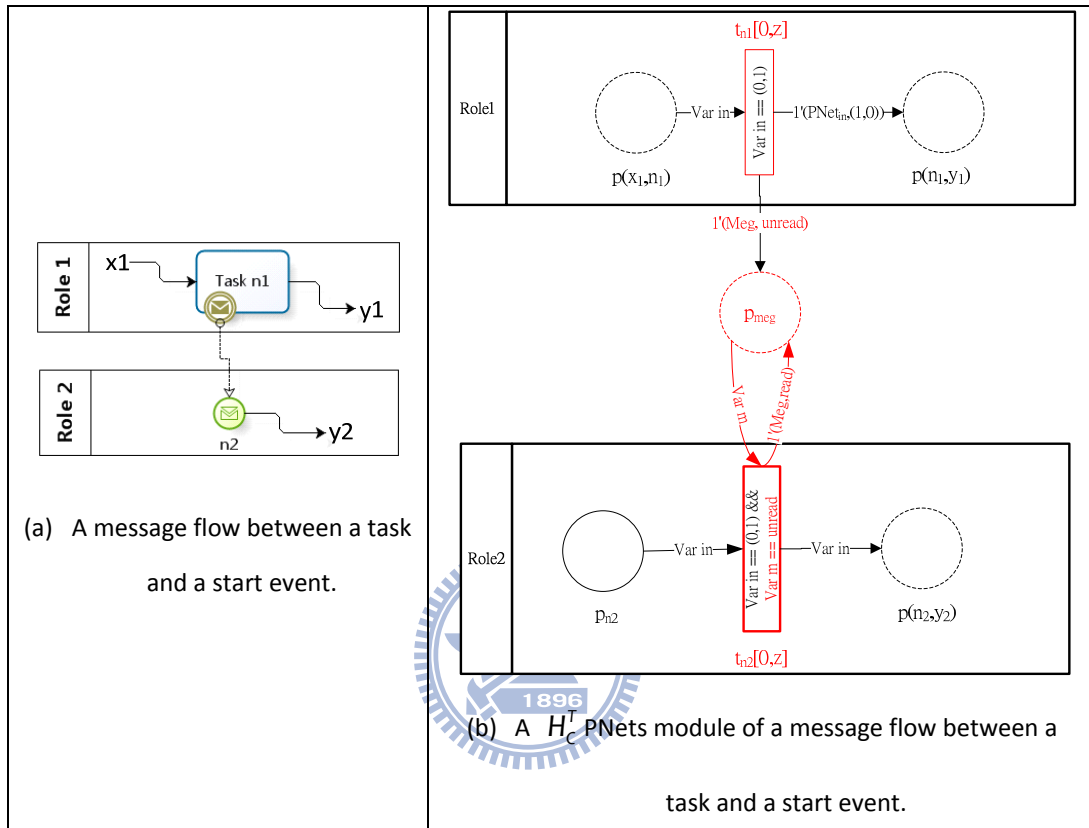 Role 1
x1
Task n1
y1
Role 2
n2
y2
(a) A message flow between a task
and a start event.
tn1[0,z]
Role1
Var in
Var in == (0,1)
1'(PNetin,(1,0))
p(x1,n1)
p(n1,y1)
1'(Meg, unread)
pmeg
Var m
1'(Meg,read)
Role2
Var in
Var in == (0,1) &&
Var m == unread
Var in
pn2
p(n2,y2)
tn2[0,z]
1896
(b) A H_C^T PNets module of a message flow between a
task and a start event.